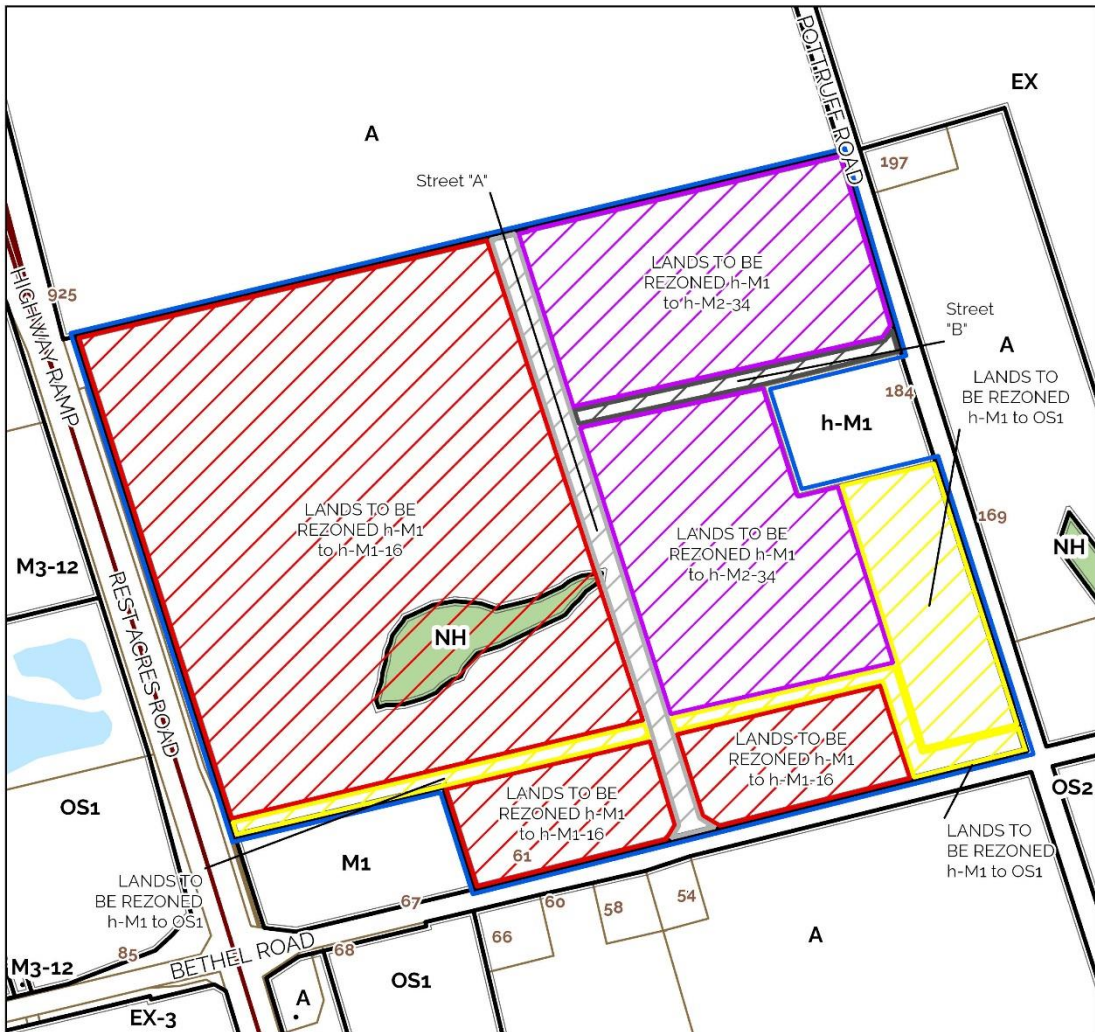 POTTRUFF ROAD
EX
A
197
Street "A"
LANDS TO BE
REZONED h-M1
to h-M2-34
HIGHWAY RAMP
925
Street
"B"
A
LANDS TO
BE REZONED
h-M1 to OS1
184
h-M1
LANDS TO BE
REZONED h-M1
to h-M1-16
LANDS TO BE
REZONED h-M1
to h-M2-34
169
NH
M3-12
REST ACRES ROAD
NH
LANDS TO BE
REZONED h-M1
to h-M1-16
LANDS TO BE
REZONED h-M1
to h-M1-16
61
OS1
OS2
M1
LANDS TO
BE REZONED
h-M1 to OS1
LANDS TO
BE REZONED
h-M1 to OS1
67
60
58
54
66
85
BETHEL ROAD
68
A
M3-12
OS1
A
EX-3